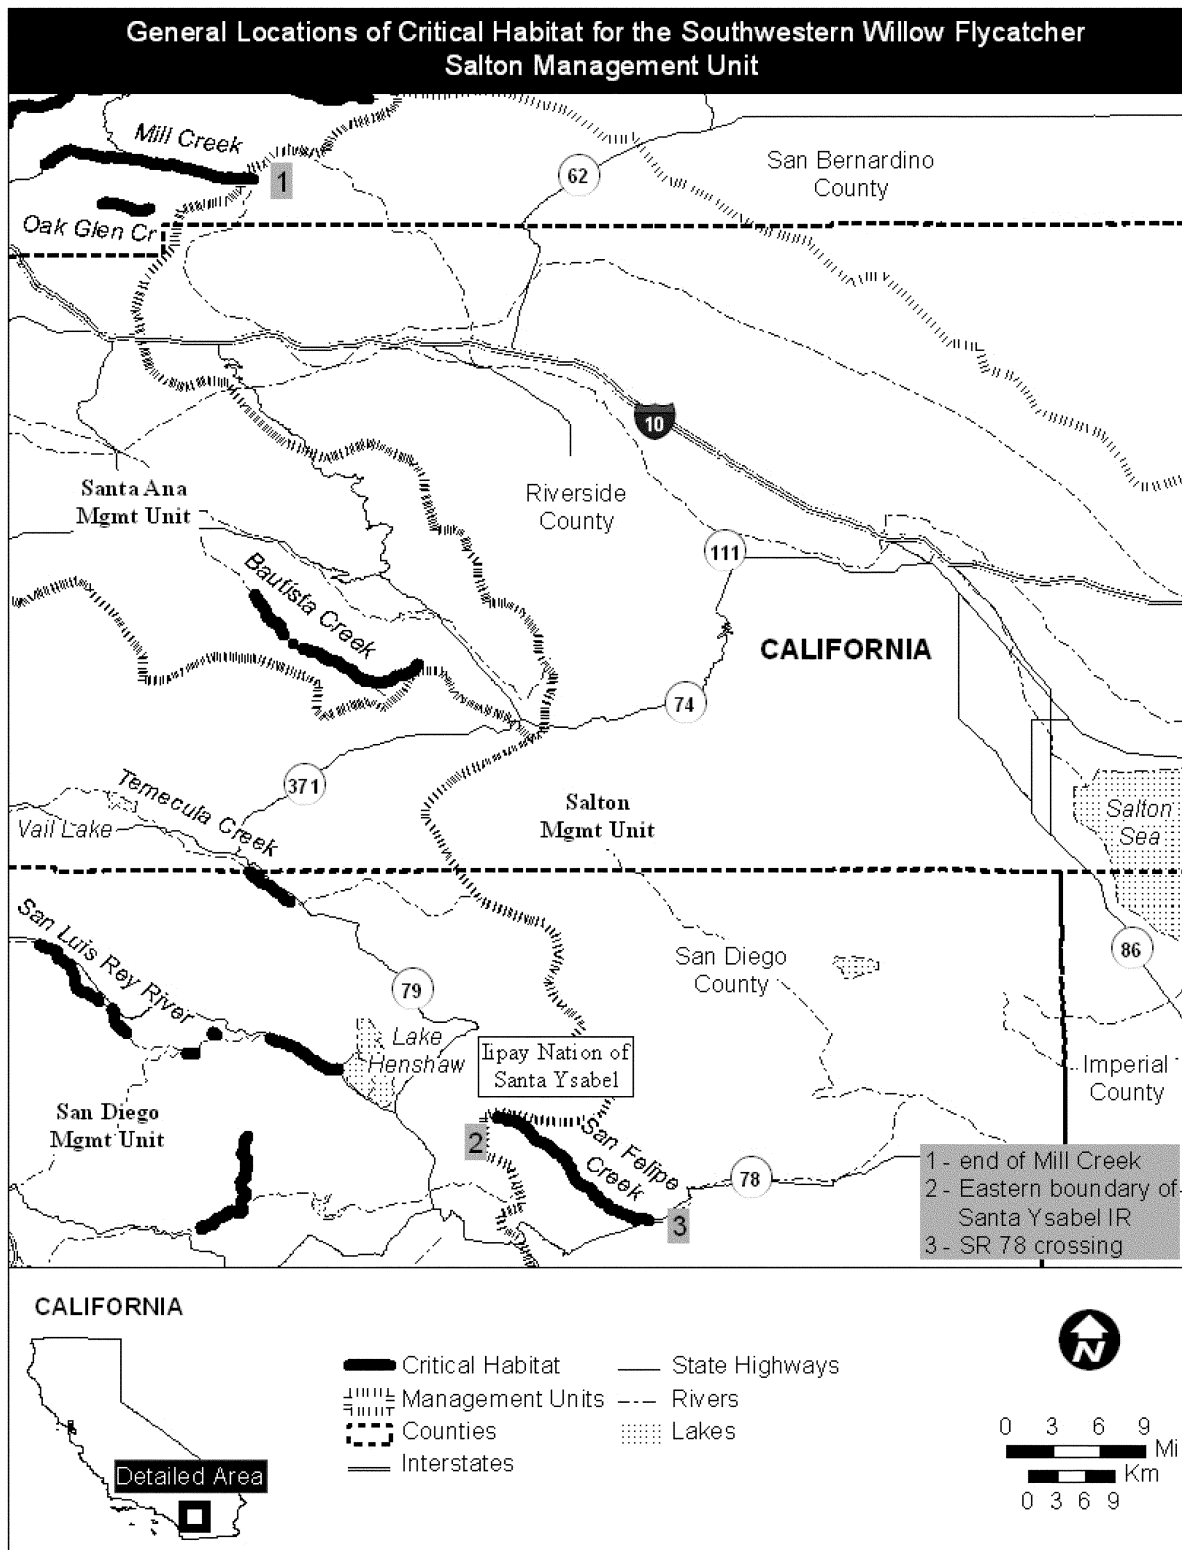 General Locations of Critical Habitat for the Southwestern Willow Flycatcher
Salton Management Unit
Mill Creek
1
62
San Bernardino
County
Oak Glen Cr
10
Santa Ana
Mgmt Unit
Riverside
County
111
Bautista Creek
CALIFORNIA
74
371
Temecula Creek
Vail Lake
Salton
Mgmt Unit
Salton
Sea
San Luis Rey River
San Diego
County
86
79
Lake
Henshaw
Iipay Nation of
Santa Ysabel
Imperial
County
San Diego
Mgmt Unit
2
San Felipe
Creek
78
3
1 - end of Mill Creek
2 - Eastern boundary of
Santa Ysabel IR
3 - SR 78 crossing
CALIFORNIA
Detailed Area
Critical Habitat
Management Units
Counties
Interstates
State Highways
Rivers
Lakes
N
0 3 6 9
Mi
Km
0 3 6 9